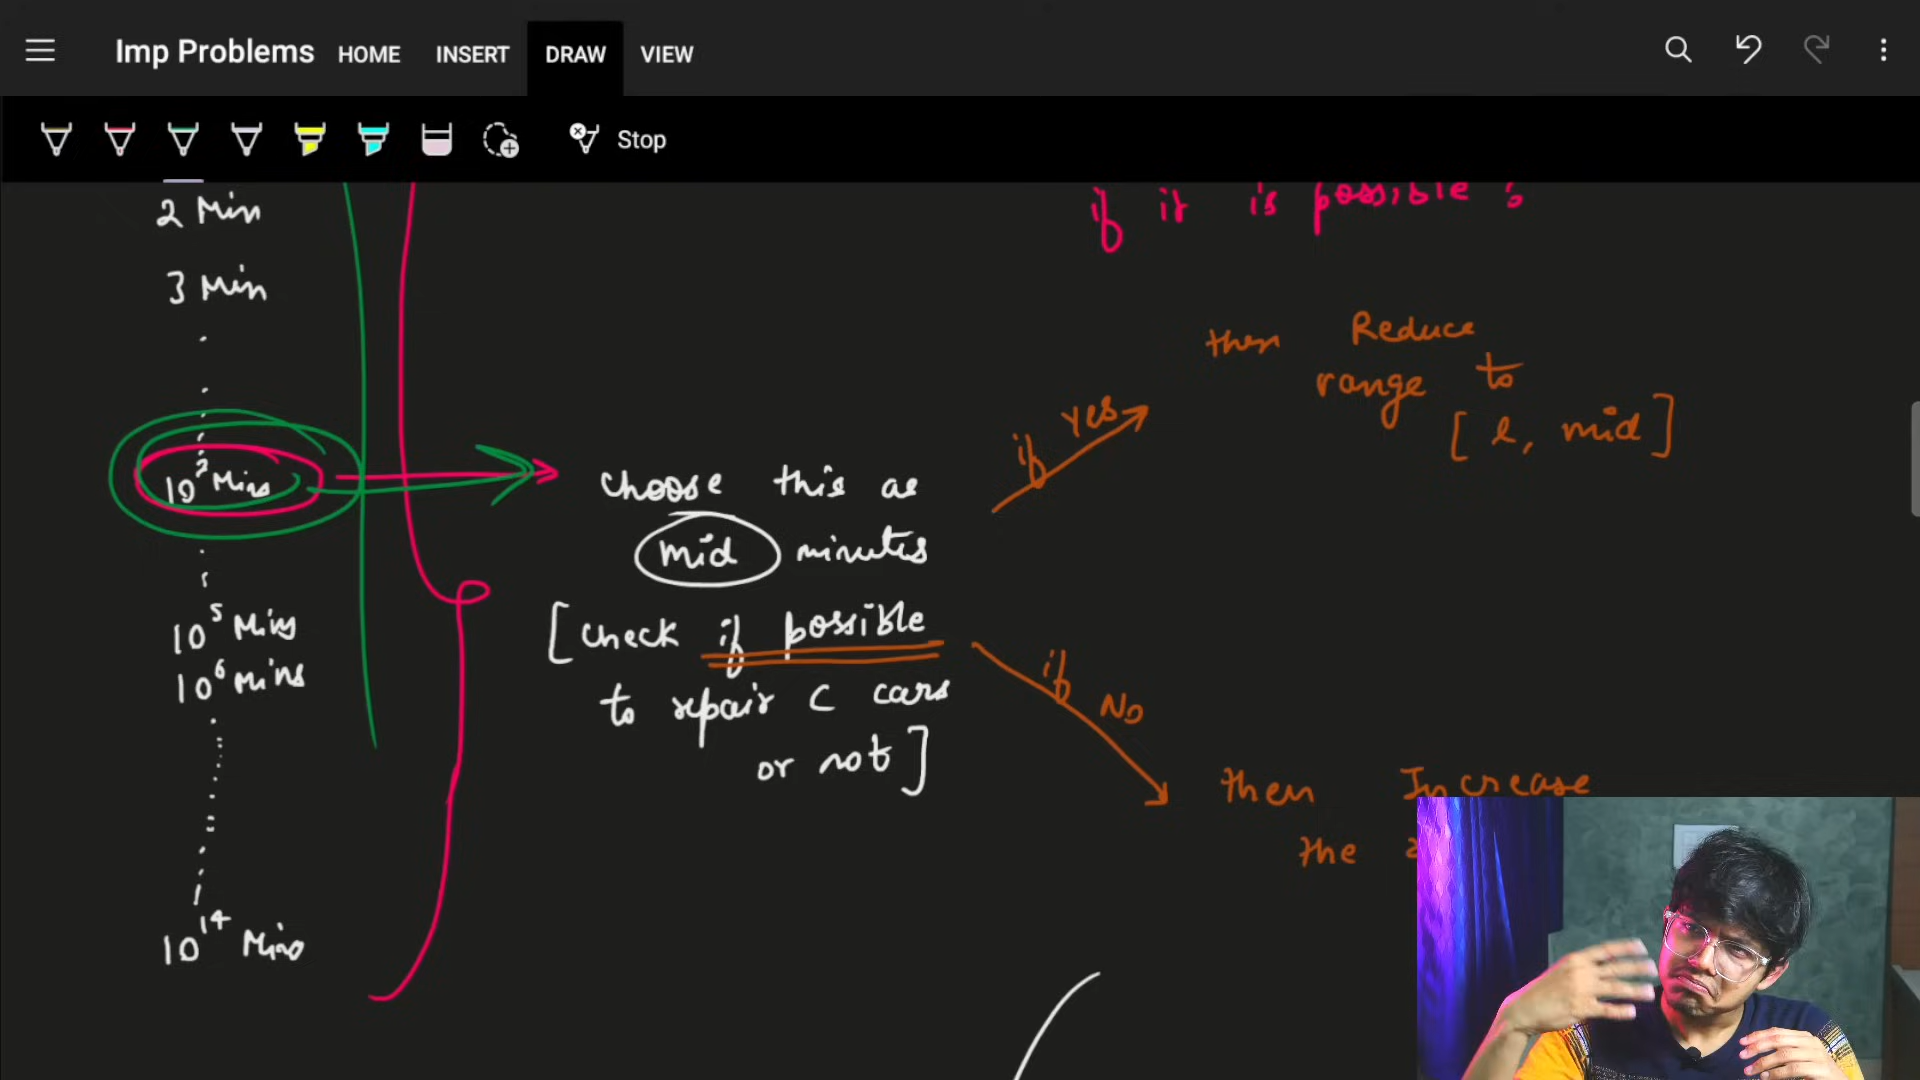 Imp Problems HOME INSERT DRAW VIEW
Stop
2 Min
if it is possible ?
3 Min
then Reduce
range to
[ l, mid ]
if Yes
10² Mins
choose this as
mid minutes
[ check if possible
to repair C cars
or not ]
10⁵ Mins
10⁶ Mins
if No
then Increase
the
10¹⁴ Mins